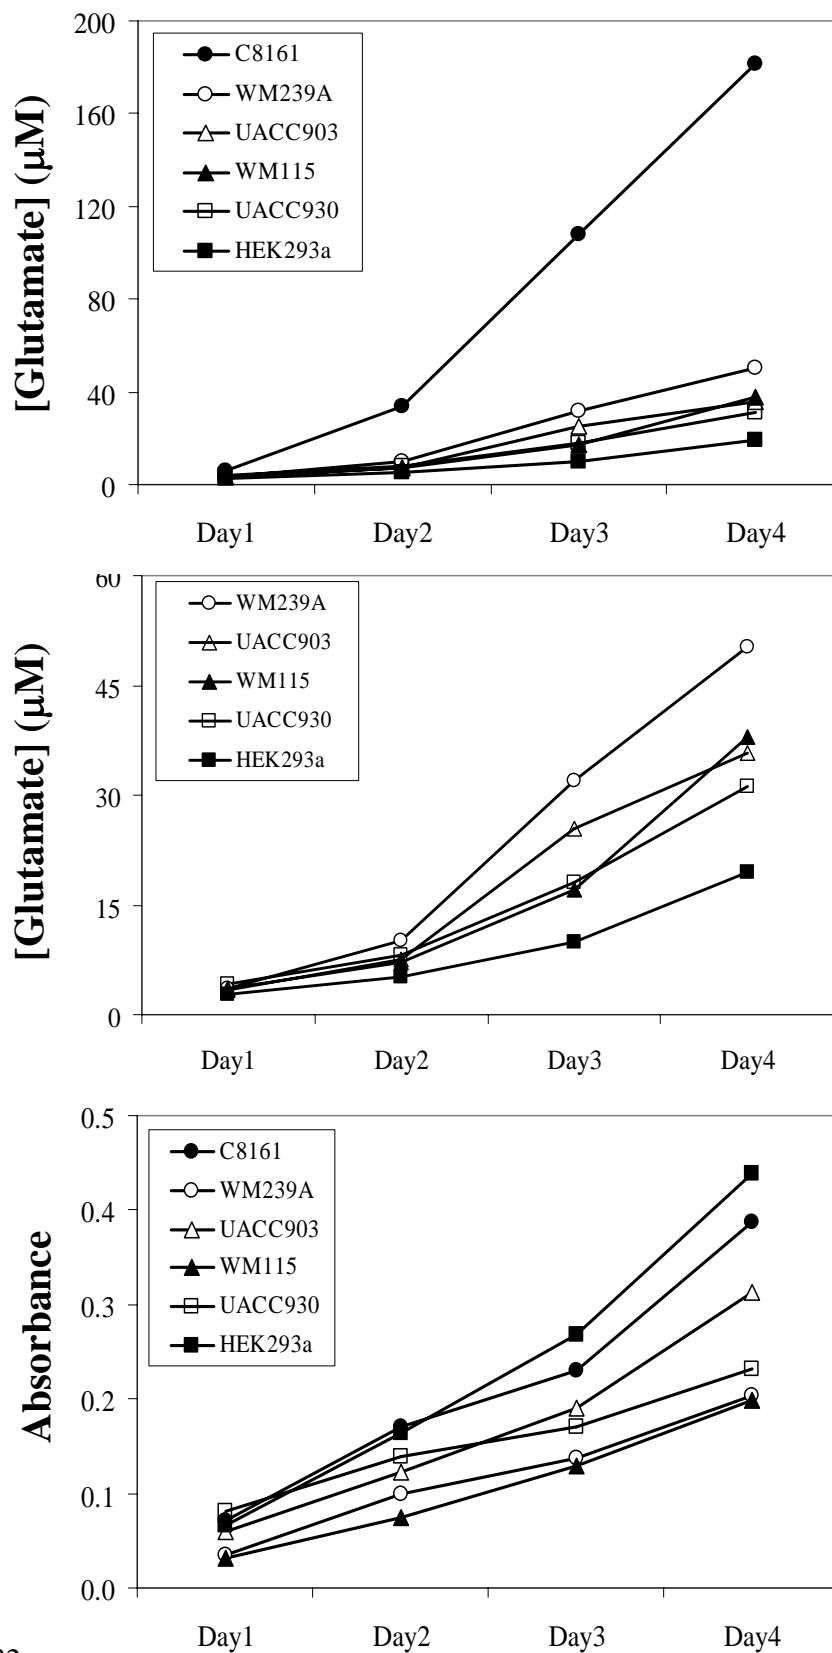 200
160
120
80
40
0
[Glutamate] (μM)
C8161
WM239A
UACC903
WM115
UACC930
HEK293a
Day1 Day2 Day3 Day4
60
45
30
15
0
[Glutamate] (μM)
WM239A
UACC903
WM115
UACC930
HEK293a
Day1 Day2 Day3 Day4
0.5
0.4
0.3
0.2
0.1
0.0
Absorbance
C8161
WM239A
UACC903
WM115
UACC930
HEK293a
Day1 Day2 Day3 Day4